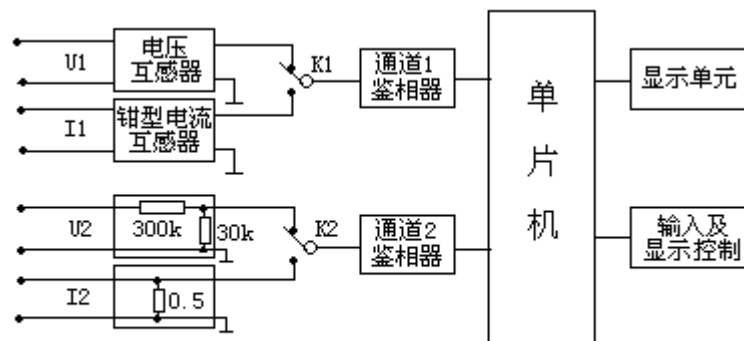 U1
电压
互感器
I1
钳型电流
互感器
K1
通道1
鉴相器
U2
300k
30k
I2
0.5
K2
通道2
鉴相器
单
片
机
显示单元
输入及
显示控制